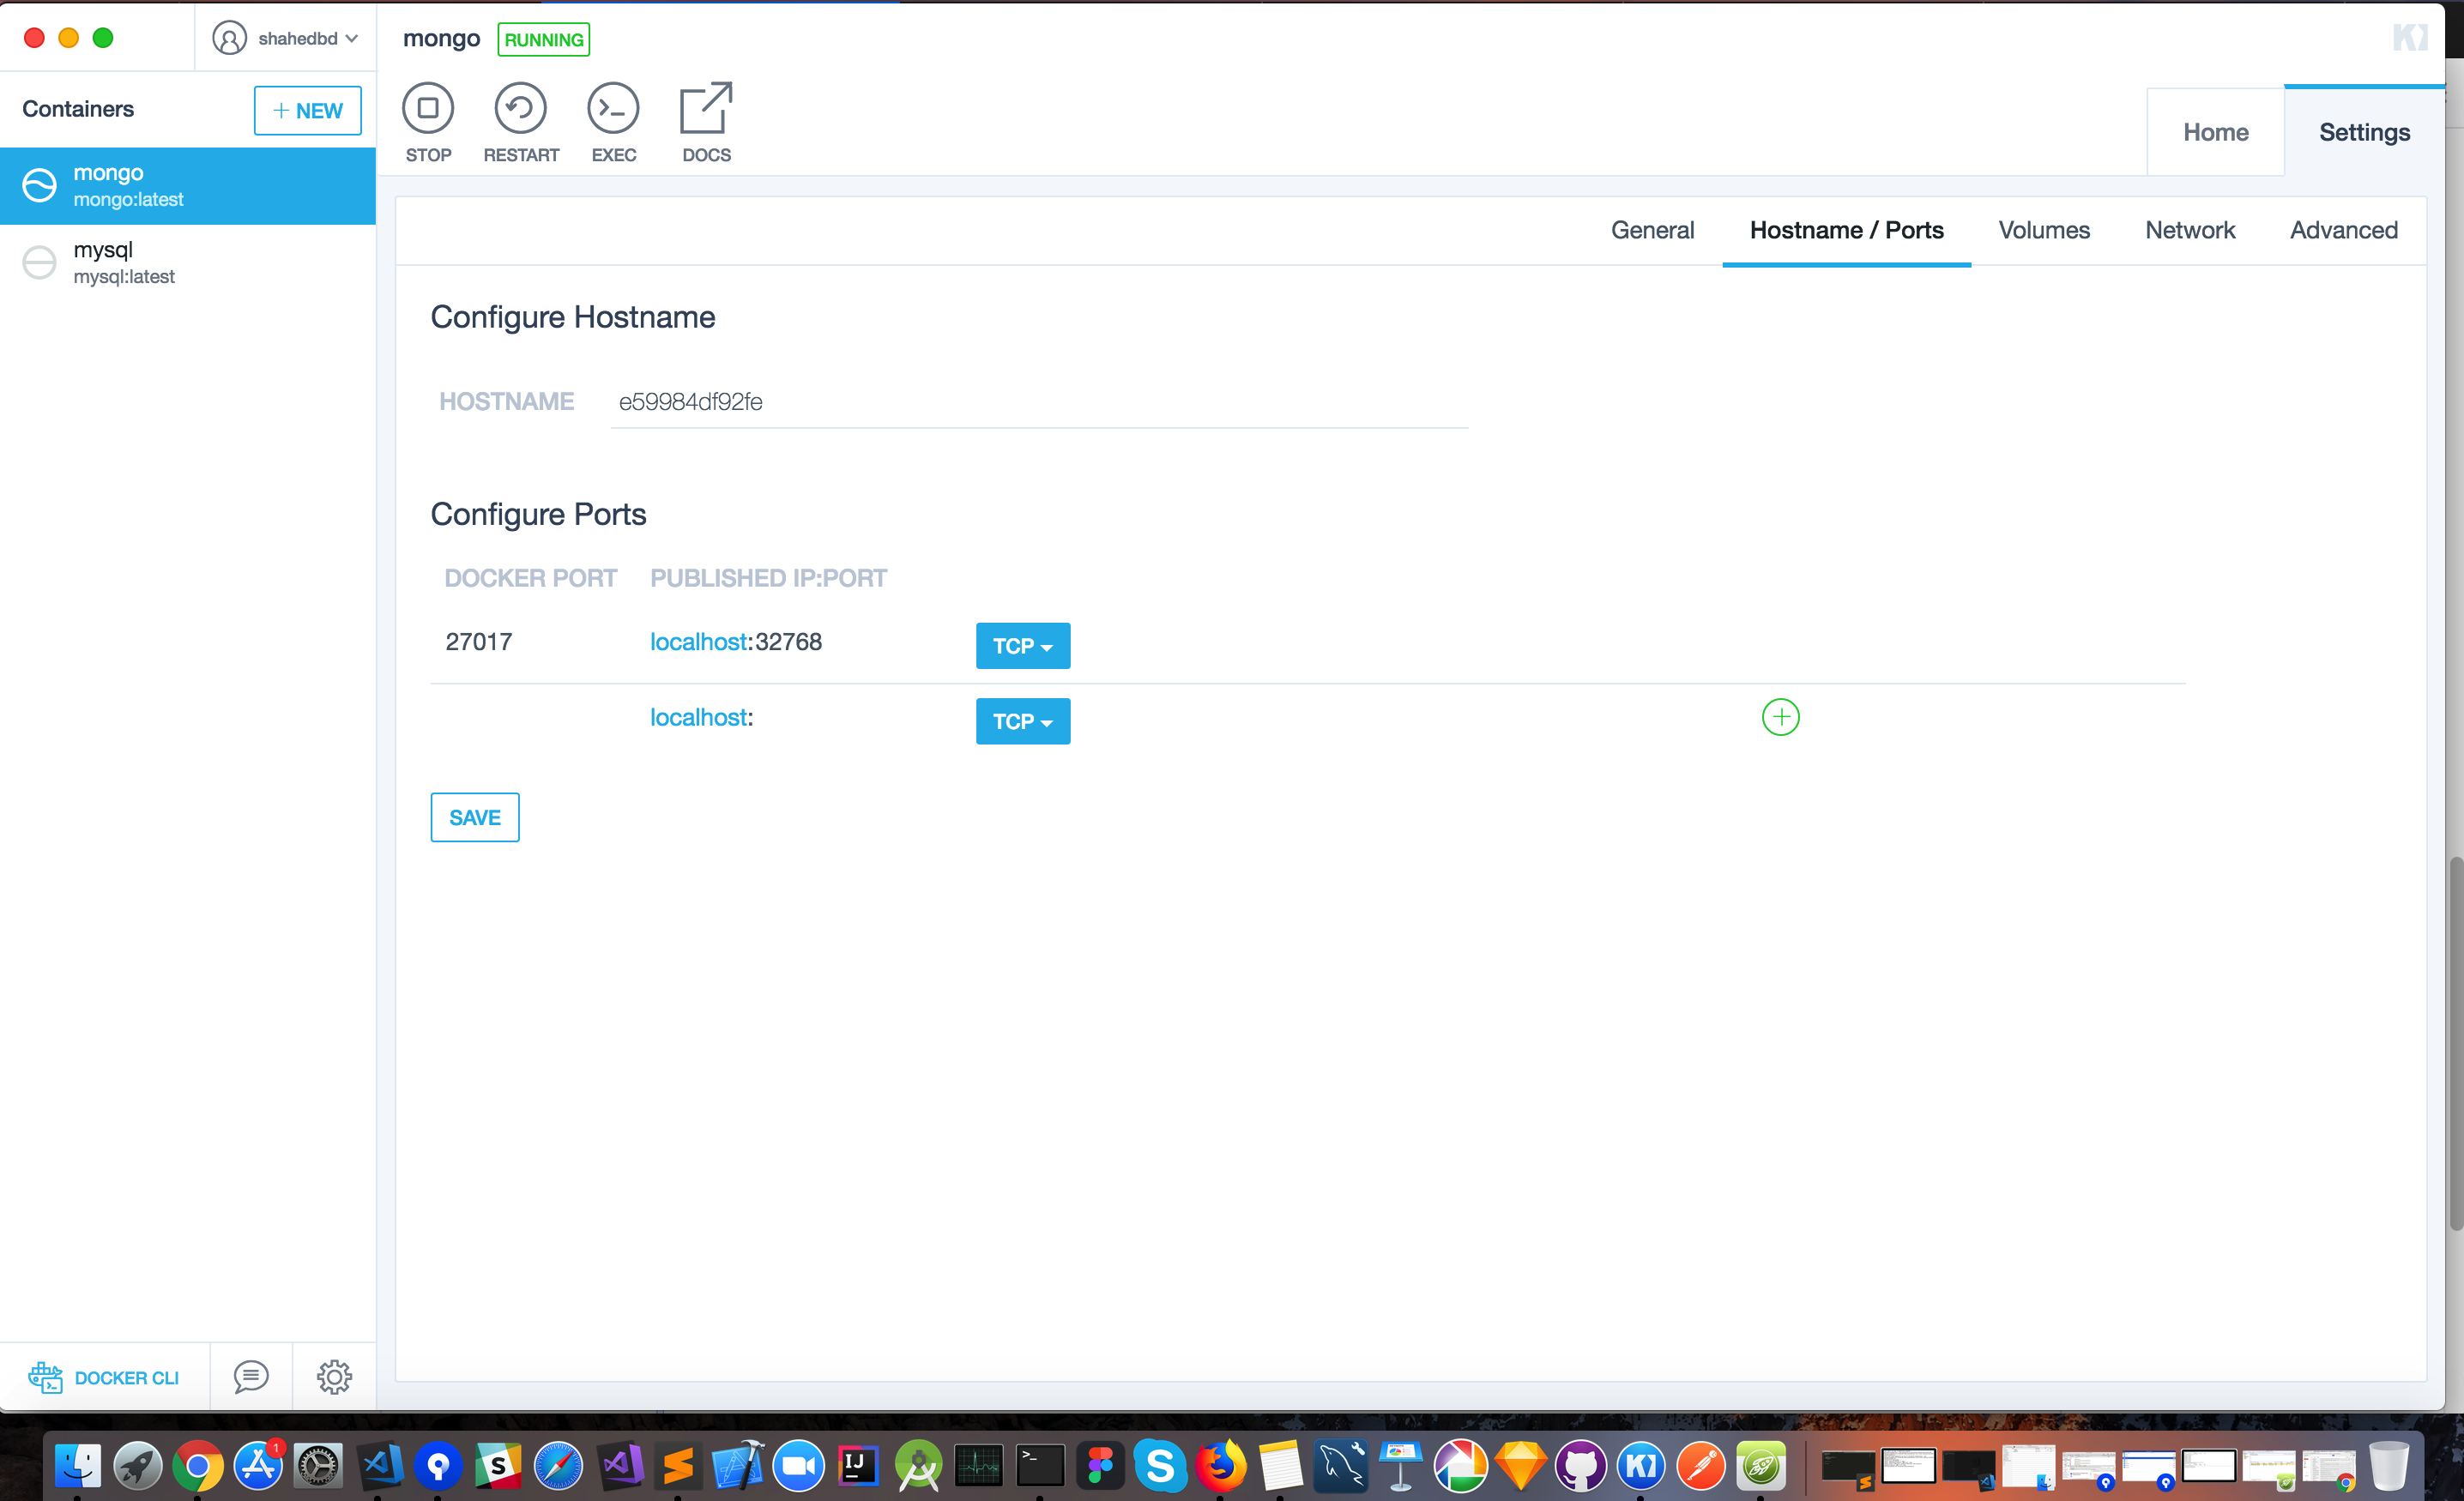 shahedbd
mongo RUNNING
Containers
+ NEW
STOP RESTART EXEC DOCS
Home Settings
mongo
mongo:latest
mysql
mysql:latest
General Hostname / Ports Volumes Network Advanced
Configure Hostname
HOSTNAME e59984df92fe
Configure Ports
DOCKER PORT PUBLISHED IP:PORT
27017 localhost:32768 TCP
localhost: TCP
SAVE
DOCKER CLI
1
IJ